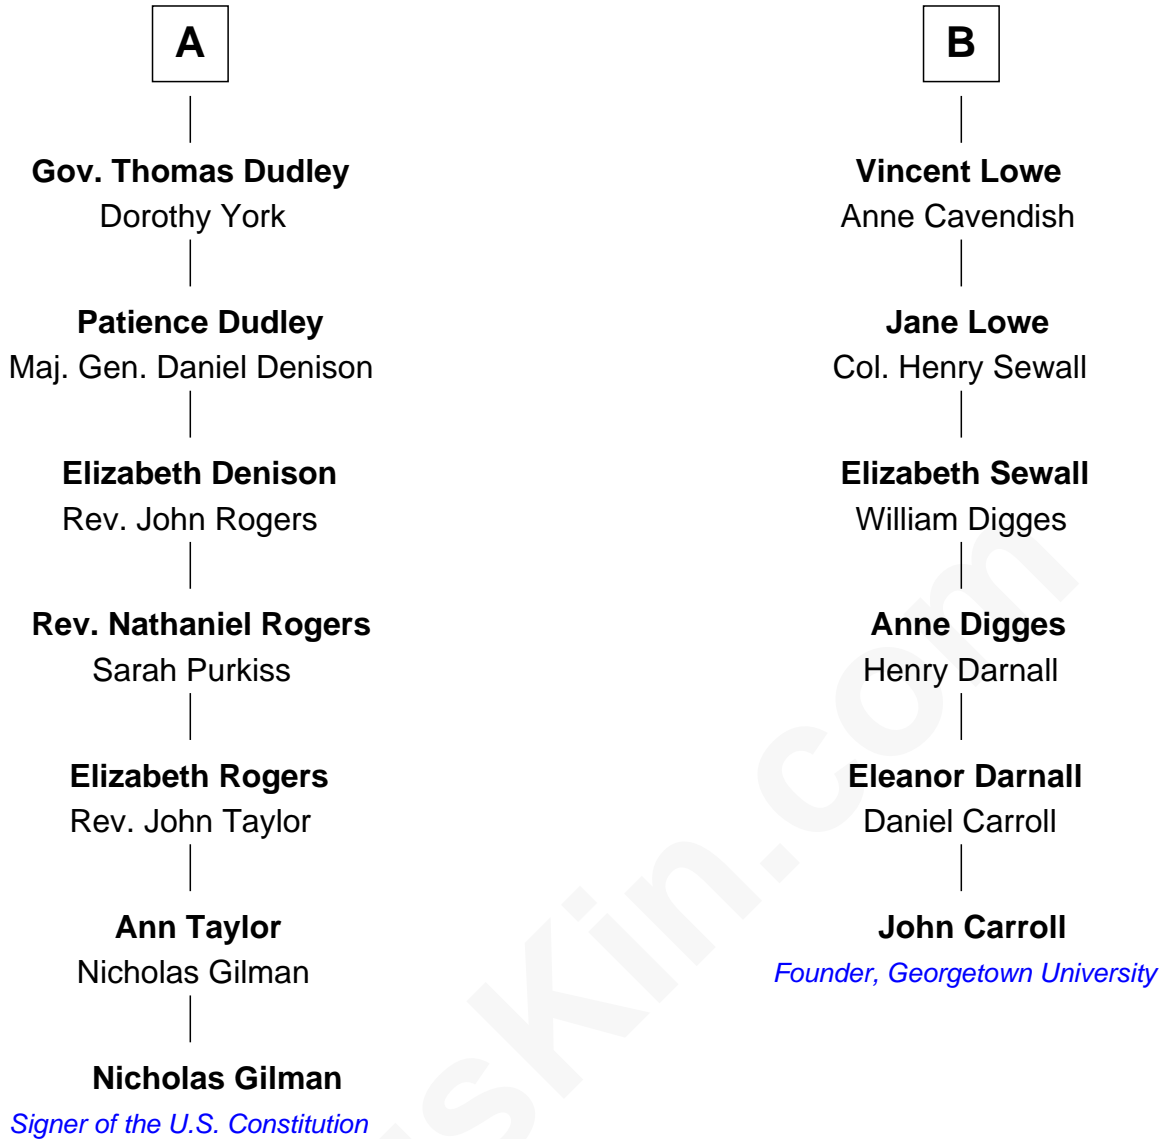 A
Gov. Thomas Dudley
Dorothy York
Patience Dudley
Maj. Gen. Daniel Denison
Elizabeth Denison
Rev. John Rogers
Rev. Nathaniel Rogers
Sarah Purkiss
Elizabeth Rogers
Rev. John Taylor
Ann Taylor
Nicholas Gilman
Nicholas Gilman
Signer of the U.S. Constitution
B
Vincent Lowe
Anne Cavendish
Jane Lowe
Col. Henry Sewall
Elizabeth Sewall
William Digges
Anne Digges
Henry Darnall
Eleanor Darnall
Daniel Carroll
John Carroll
Founder, Georgetown University